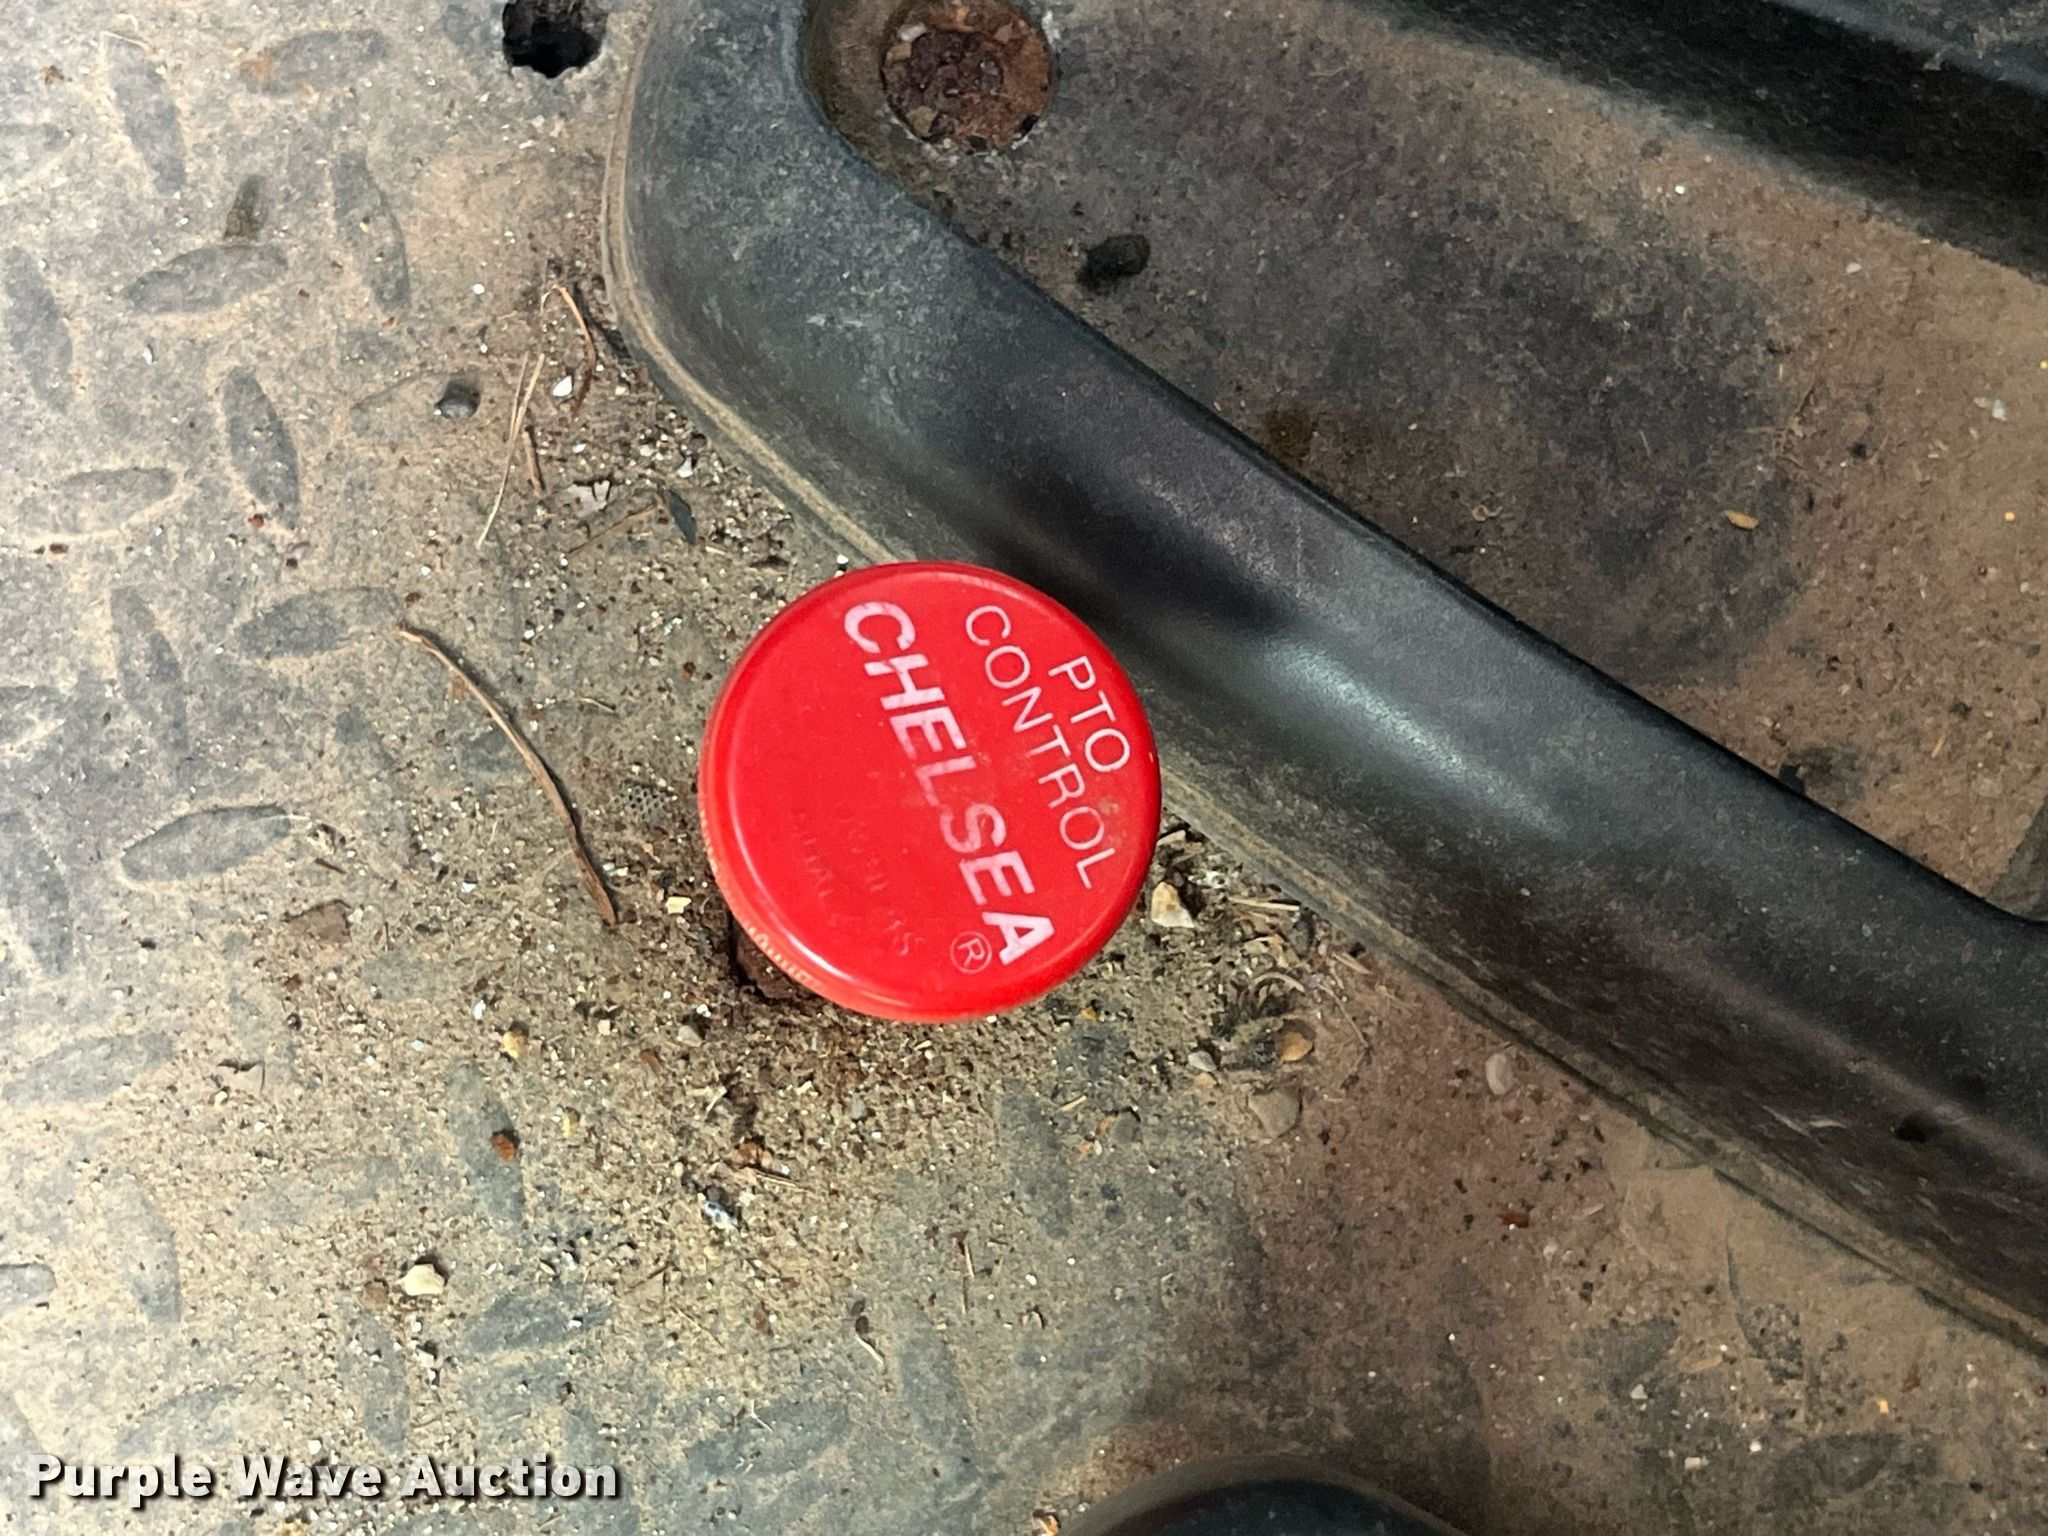 PTO
CONTROL
CHELSEA®
Purple Wave Auction